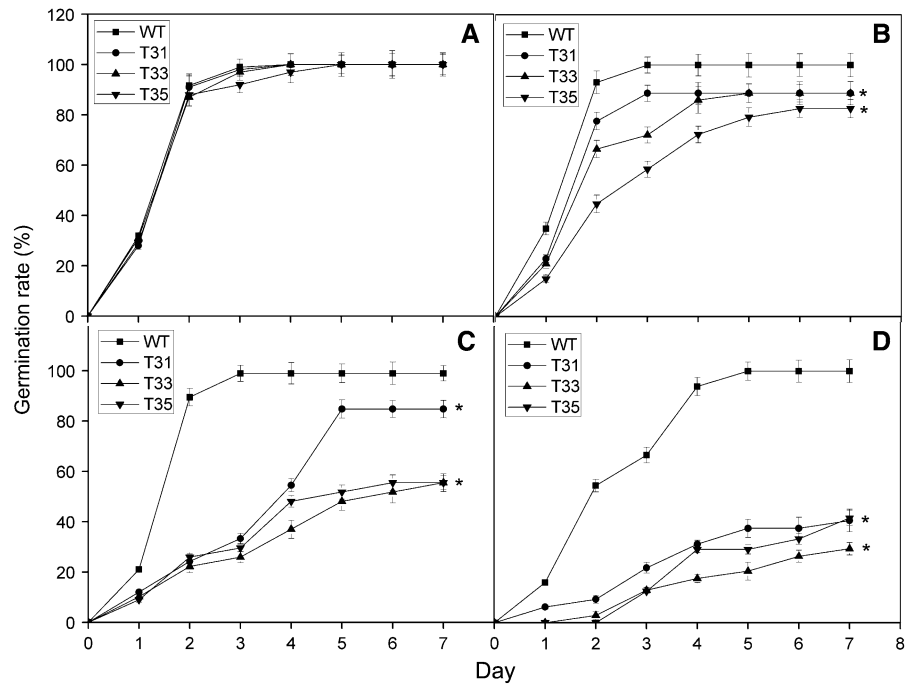 120
100
80
60
40
20
0
WT
T31
T33
T35
A
WT
T31
T33
T35
B
*
*
Germination rate (%)
100
80
60
40
20
0
WT
T31
T33
T35
C
*
*
WT
T31
T33
T35
D
*
*
0 1 2 3 4 5 6 7 0 1 2 3 4 5 6 7 8
Day